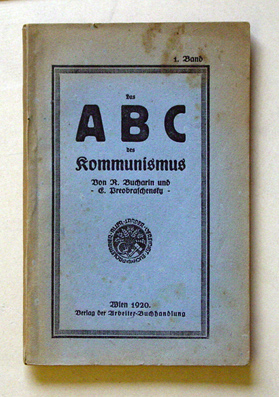 1. Band
Das
ABC
des
Kommunismus
Von N. Bucharin und
- E. Preobraschensky -
Wien 1920.
Verlag der Arbeiter-Buchhandlung